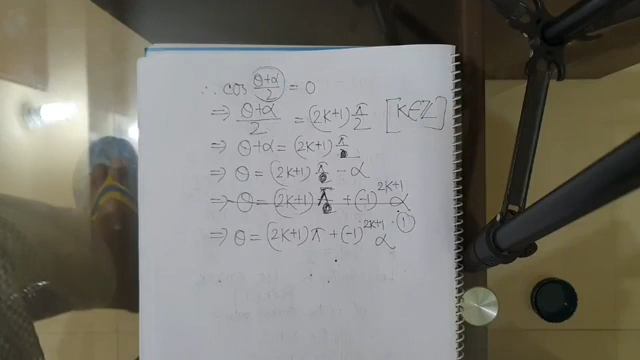 ∴ cos (θ+α)/2 = 0
⇒ (θ+α)/2 = (2K+1) π/2 [K∈Z]
⇒ θ+α = (2K+1) π
⇒ θ = (2K+1) π - α
⇒ θ = (2K+1) π + (-1)^2K+1 α
⇒ θ = (2K+1) π + (-1)^2K+1 α ①